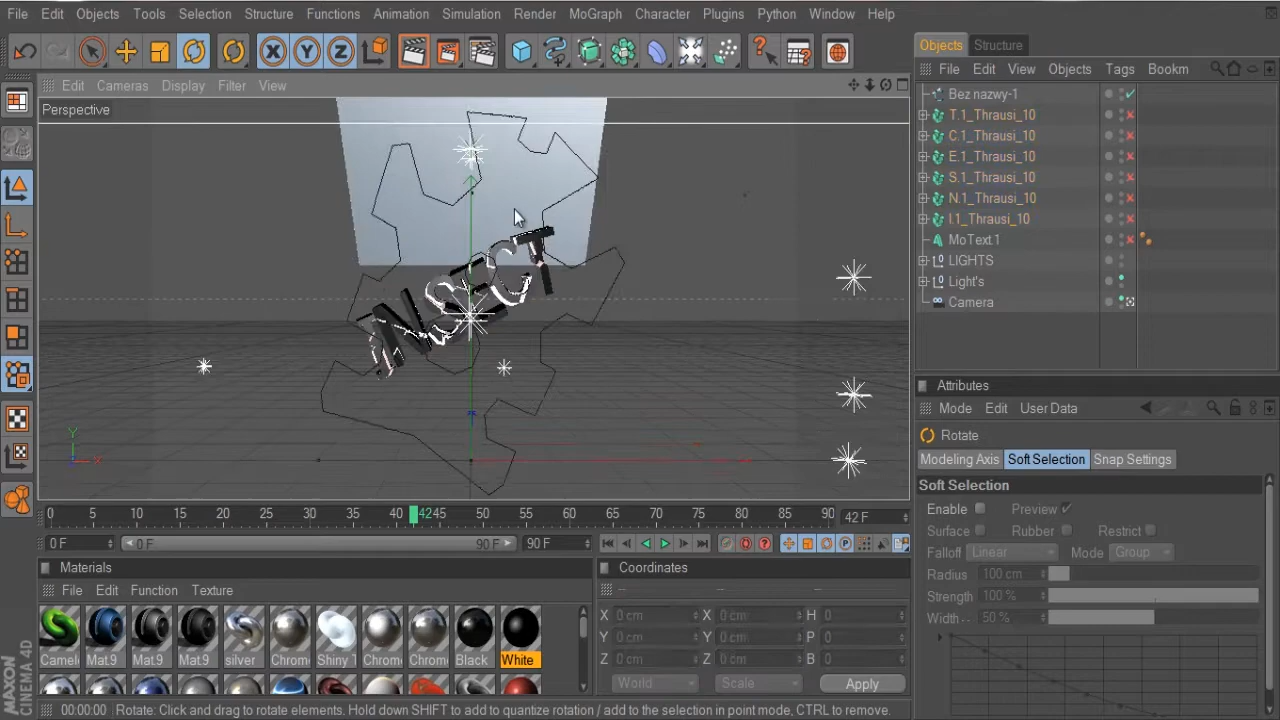 File Edit Objects Tools Selection Structure Functions Animation Simulation Render MoGraph Character Plugins Python Window Help
X Y Z
Objects Structure
File Edit View Objects Tags Bookm
Edit Cameras Display Filter View
Perspective
Bez nazwy-1
T.1_Thrausi_10
C.1_Thrausi_10
E.1_Thrausi_10
S.1_Thrausi_10
N.1_Thrausi_10
I.1_Thrausi_10
MoText.1
LIGHTS
Light's
Camera
INSECT
Y
X
Attributes
Mode Edit User Data
Rotate
Modeling Axis Soft Selection Snap Settings
Soft Selection
Enable Preview
Surface Rubber Restrict
Falloff Linear Mode Group
Radius 100 cm
Strength 100 %
Width 50 %
0 5 10 15 20 25 30 35 40 42 45 50 55 60 65 70 75 80 85 90 42 F
0 F 0 F 90 F 90 F
Materials
File Edit Function Texture
Camel Mat.9 Mat.9 Mat.9 silver Chrom Shiny T Chrom Chrom Black White
Coordinates
X 0 cm X 0 cm H 0
Y 0 cm Y 0 cm P 0
Z 0 cm Z 0 cm B 0
World Scale Apply
MAXON
CINEMA 4D
00:00:00 Rotate: Click and drag to rotate elements. Hold down SHIFT to add to quantize rotation / add to the selection in point mode, CTRL to remove.